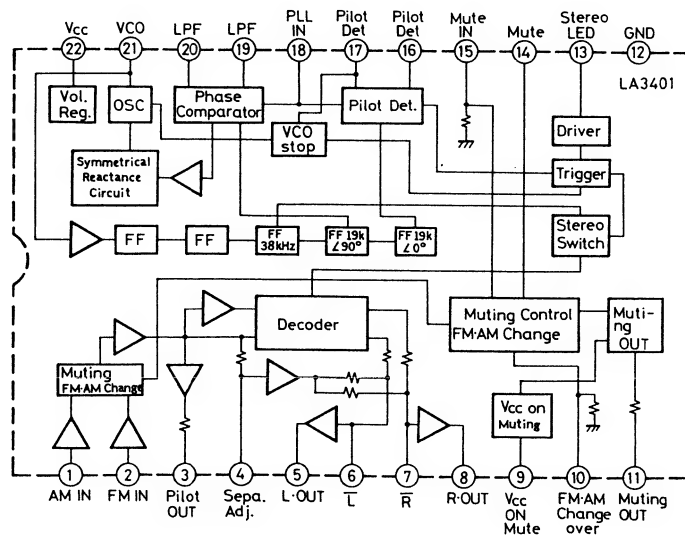 Vcc VCO LPF LPF PLL IN Pilot Det Pilot Det Mute IN Mute Stereo LED GND
22 21 20 19 18 17 16 15 14 13 12
LA3401
Vol. Reg.
OSC
Phase Comparator
Pilot Det.
VCO stop
Driver
Trigger
Symmetrical Reactance Circuit
Stereo Switch
FF
FF
FF 38kHz
FF 19k ∠90°
FF 19k ∠0°
Decoder
Muting Control FM·AM Change
Muti-ng OUT
Muting FM·AM Change
Vcc on Muting
1 2 3 4 5 6 7 8 9 10 11
AM IN FM IN Pilot OUT Sepa. Adj. L·OUT L̅ R̅ R·OUT Vcc ON Mute FM·AM Change over Muting OUT